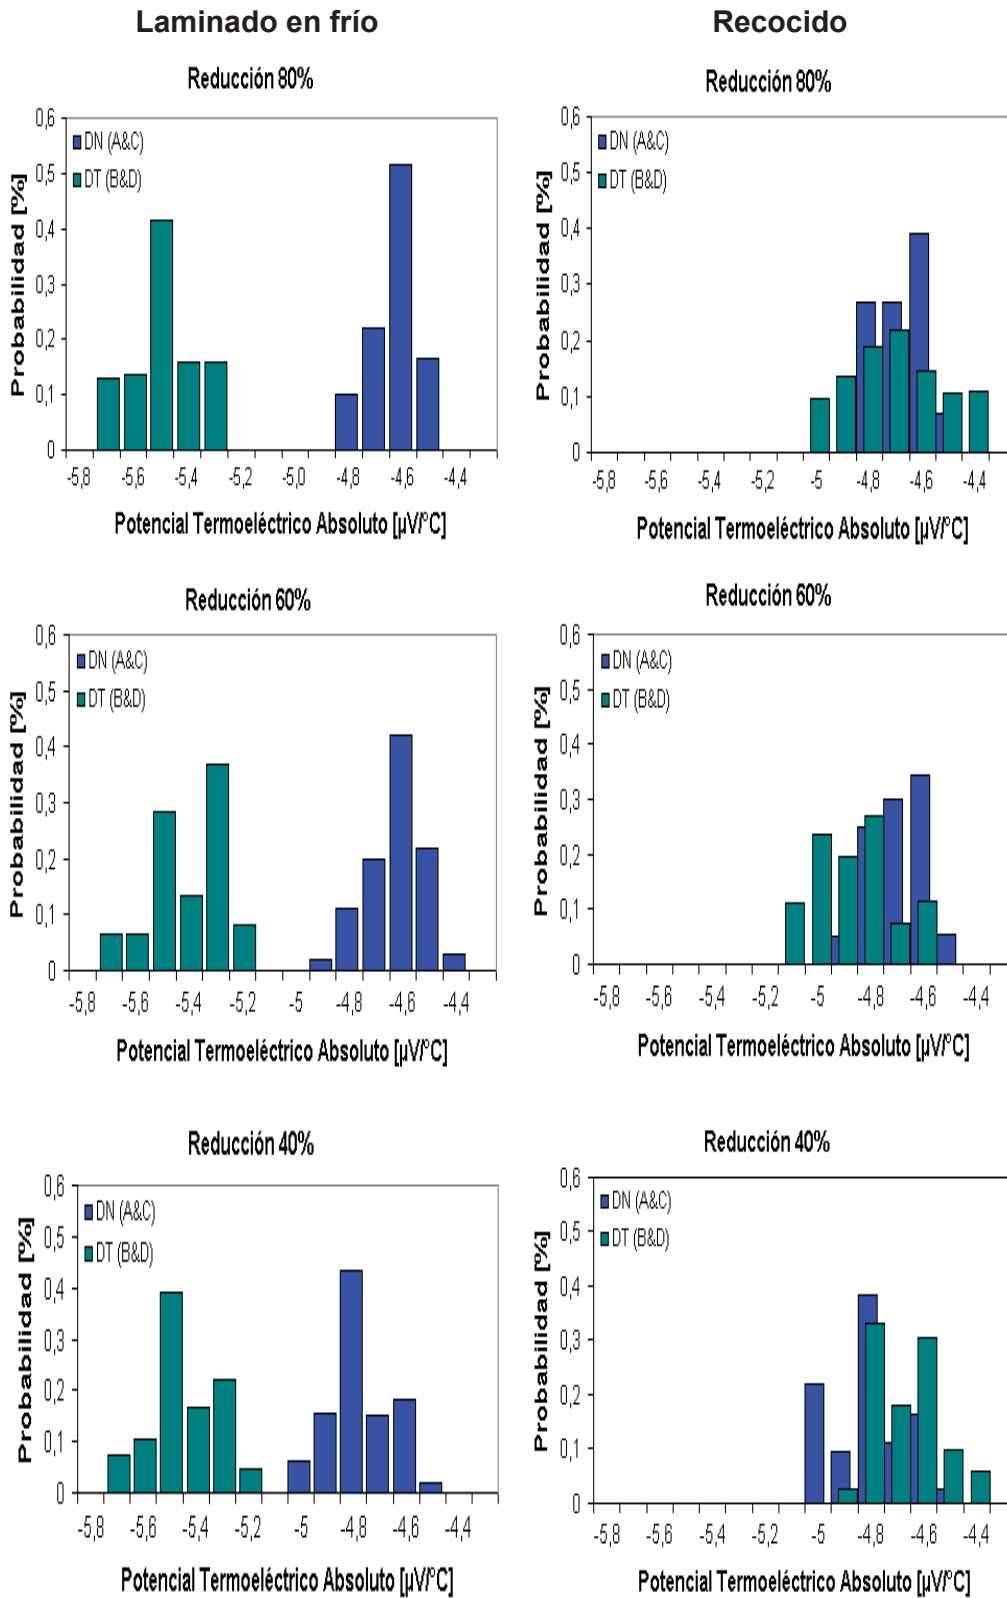 Laminado en frío
Recocido
Reducción 80%
0,6
0,5
0,4
0,3
0,2
0,1
0
Probabilidad [%]
DN (A&C)
DT (B&D)
-5,8 -5,6 -5,4 -5,2 -5,0 -4,8 -4,6 -4,4
Potencial Termoeléctrico Absoluto [µV/°C]
Reducción 80%
0,6
0,5
0,4
0,3
0,2
0,1
0
Probabilidad [%]
DN (A&C)
DT (B&D)
-5,8 -5,6 -5,4 -5,2 -5 -4,8 -4,6 -4,4
Potencial Termoeléctrico Absoluto [µV/°C]
Reducción 60%
0,6
0,5
0,4
0,3
0,2
0,1
0
Probabilidad [%]
DN (A&C)
DT (B&D)
-5,8 -5,6 -5,4 -5,2 -5 -4,8 -4,6 -4,4
Potencial Termoeléctrico Absoluto [µV/°C]
Reducción 60%
0,6
0,5
0,4
0,3
0,2
0,1
0
Probabilidad [%]
DN (A&C)
DT (B&D)
-5,8 -5,6 -5,4 -5,2 -5 -4,8 -4,6 -4,4
Potencial Termoeléctrico Absoluto [µV/°C]
Reducción 40%
0,6
0,5
0,4
0,3
0,2
0,1
0
Probabilidad [%]
DN (A&C)
DT (B&D)
-5,8 -5,6 -5,4 -5,2 -5 -4,8 -4,6 -4,4
Potencial Termoeléctrico Absoluto [µV/°C]
Reducción 40%
0,6
0,5
0,4
0,3
0,2
0,1
0
Probabilidad [%]
DN (A&C)
DT (B&D)
-5,8 -5,6 -5,4 -5,2 -5 -4,8 -4,6 -4,4
Potencial Termoeléctrico Absoluto [µV/°C]